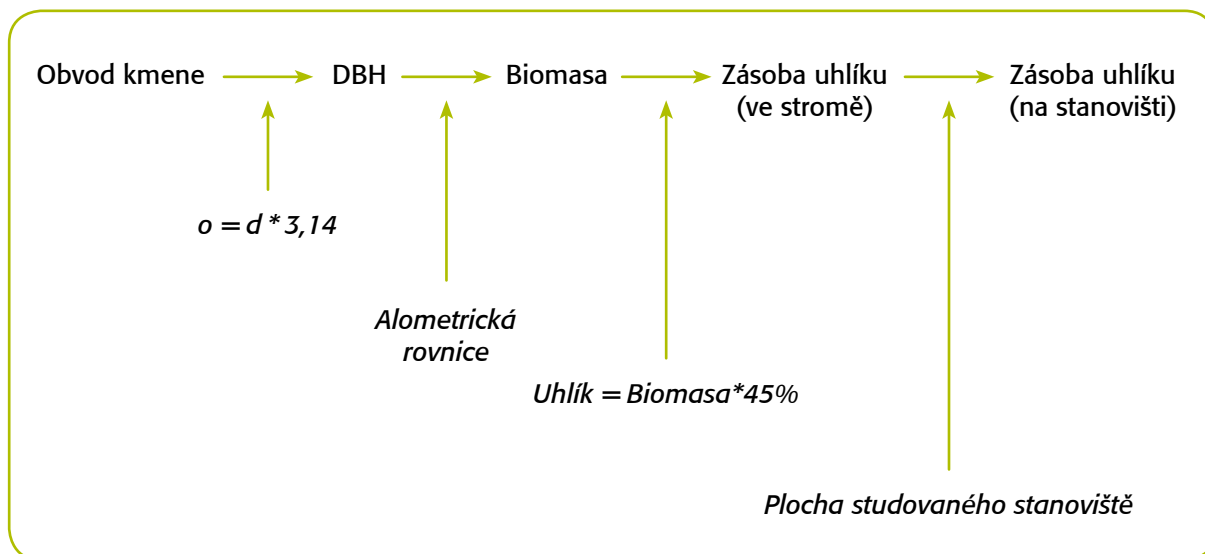 Obvod kmene
DBH
Biomasa
Zásoba uhlíku
(ve stromě)
Zásoba uhlíku
(na stanovišti)
o = d * 3,14
Alometrická
rovnice
Uhlík = Biomasa*45%
Plocha studovaného stanoviště